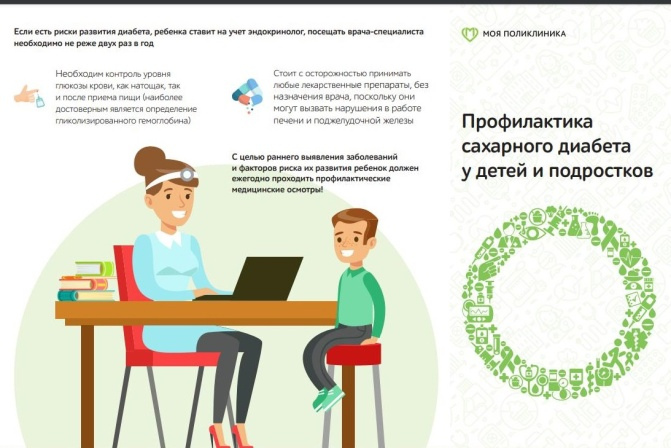 Если есть риски развития диабета, ребенка ставит на учет эндокринолог, посещать врача-специалиста
необходимо не реже двух раз в год
Необходим контроль уровня
глюкозы крови, как натощак, так
и после приема пищи (наиболее
достоверным является определение
гликолизированного гемоглобина)
Стоит с осторожностью принимать
любые лекарственные препараты, без
назначения врача, поскольку они
могут вызвать нарушения в работе
печени и поджелудочной железы
С целью раннего выявления заболеваний
и факторов риска их развития ребенок должен
ежегодно проходить профилактические
медицинские осмотры!
МОЯ ПОЛИКЛИНИКА
Профилактика
сахарного диабета
у детей и подростков